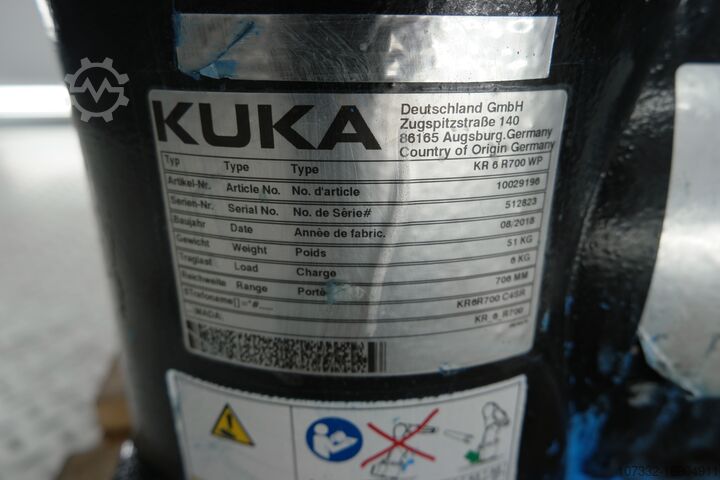 KUKA
Deutschland GmbH
Zugspitzstraße 140
86165 Augsburg.Germany
Country of Origin Germany
Typ Type Type KR 6 R700 WP
Artikel-Nr. Article No. No. d'article 10029196
Serien-Nr. Serial No. No. de Série# 512823
Baujahr Date Année de fabric. 08/2018
Gewicht Weight Poids 51 KG
Traglast Load Charge 6 KG
Reichweite Range Porté 706 MM
$Trafoname[]="#.... KR6R700 C4SR
...MADA\ KR_6_R700